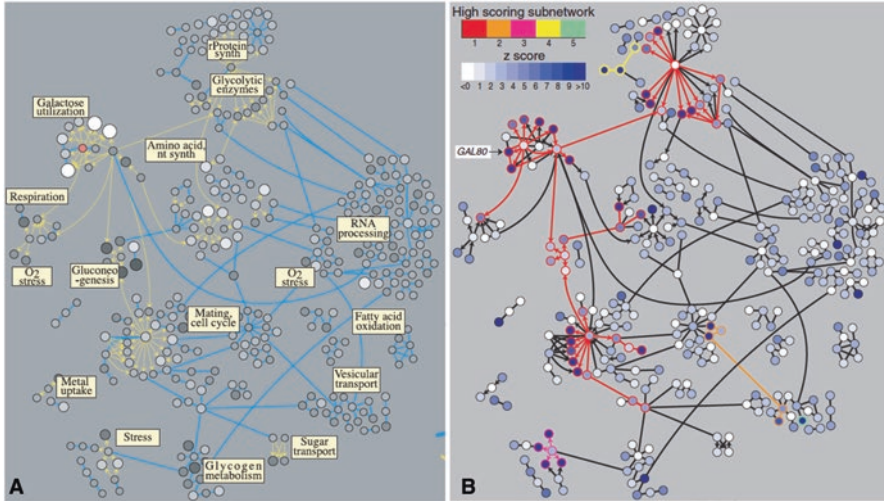 rProtein
synth
Glycolytic
enzymes
Galactose
utilization
Amino acid,
nt synth
Respiration
RNA
processing
O2
stress
Gluconeo
-genesis
O2
stress
Mating,
cell cycle
Fatty acid
oxidation
Metal
uptake
Vesicular
transport
Stress
Sugar
transport
Glycogen
metabolism
A
High scoring subnetwork
1 2 3 4 5
z score
<0 1 2 3 4 5 6 7 8 9 >10
GAL80
B